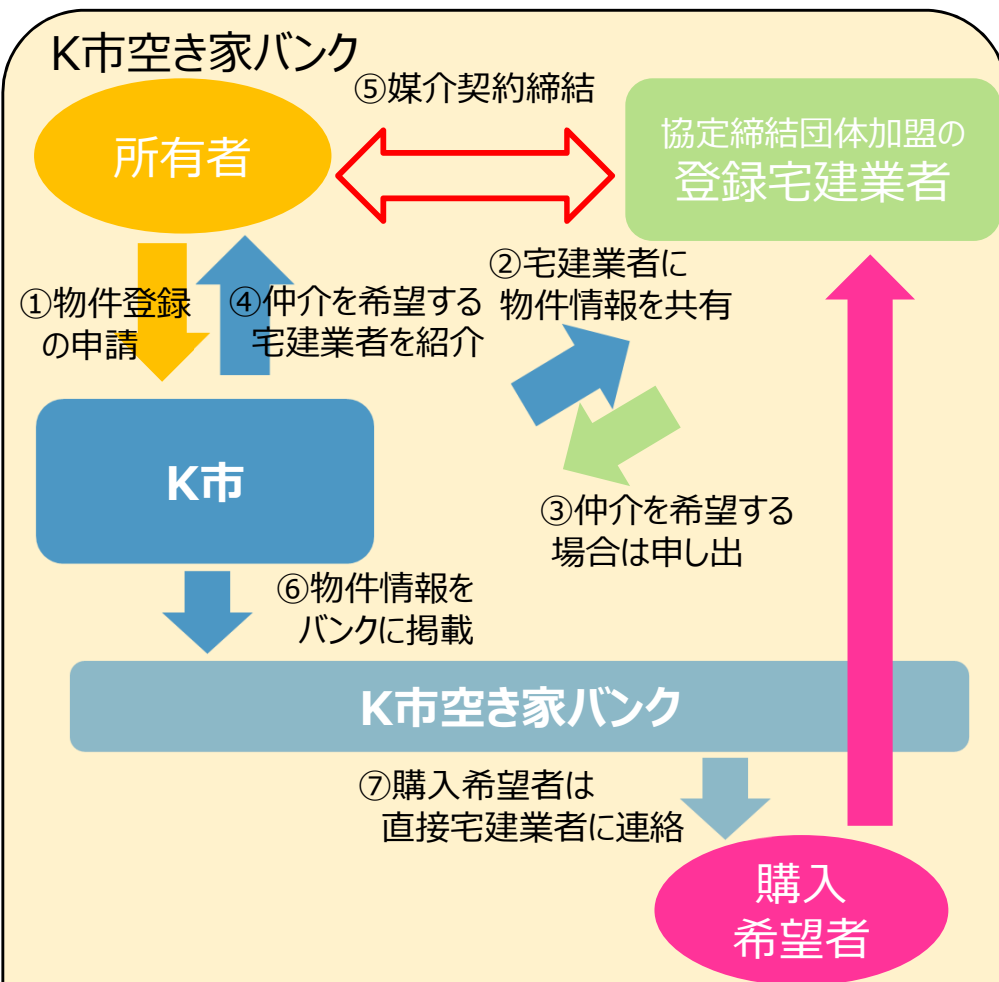 K市空き家バンク
⑤媒介契約締結
所有者
協定締結団体加盟の
登録宅建業者
①物件登録
の申請
④仲介を希望する
宅建業者を紹介
②宅建業者に
物件情報を共有
K市
③仲介を希望する
場合は申し出
⑥物件情報を
バンクに掲載
K市空き家バンク
⑦購入希望者は
直接宅建業者に連絡
購入
希望者